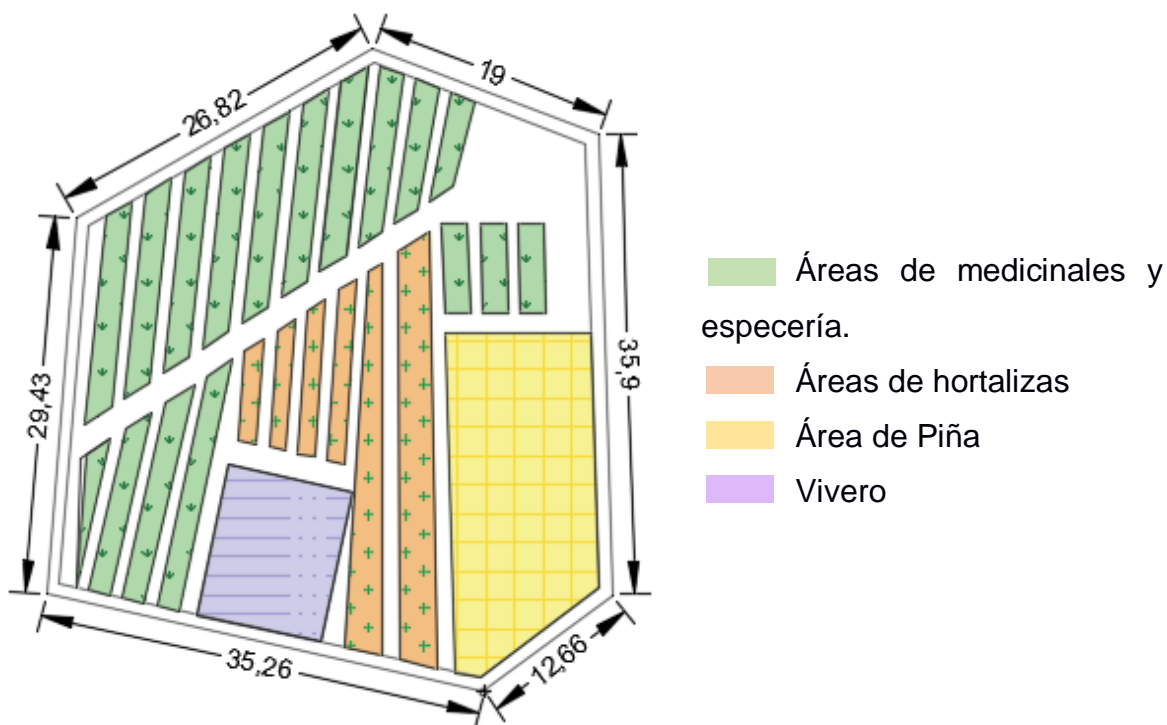 19
26,82
35,9
29,43
35,26
12,66
Áreas de medicinales y
especería.
Áreas de hortalizas
Área de Piña
Vivero